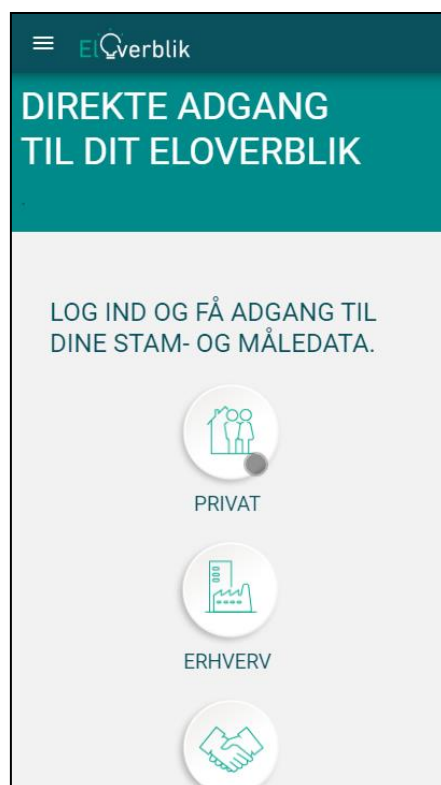 ElOverblik
DIREKTE ADGANG
TIL DIT ELOVERBLIK
.
LOG IND OG FÅ ADGANG TIL
DINE STAM- OG MÅLEDATA.
PRIVAT
ERHVERV